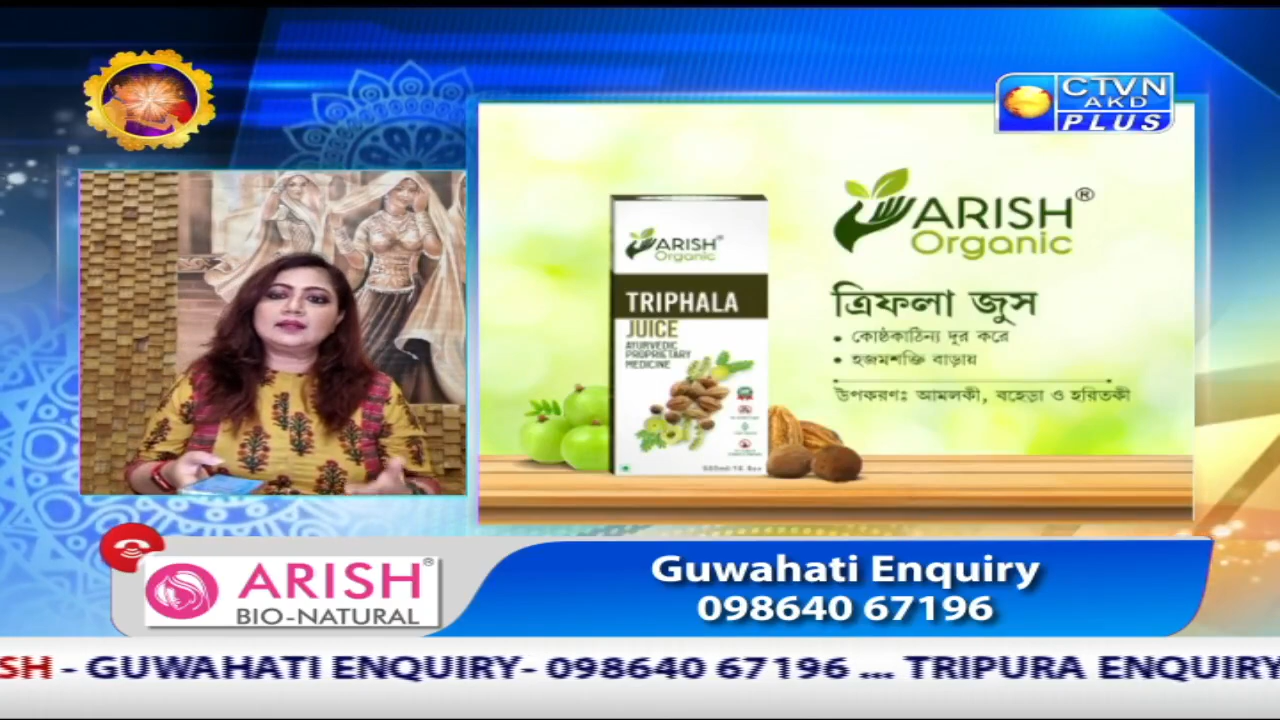 CTVN
AKD
PLUS
ARISH®
Organic
ARISH®
Organic
TRIPHALA
JUICE
AYURVEDIC
PROPRIETARY
MEDICINE
ত্রিফলা জুস
• কোষ্ঠকাঠিন্য দূর করে
• হজমশক্তি বাড়ায়
উপকরণঃ আমলকী, বহেড়া ও হরিতকী
ARISH®
BIO-NATURAL
Guwahati Enquiry
098640 67196
SH - GUWAHATI ENQUIRY- 098640 67196 ... TRIPURA ENQUIRY